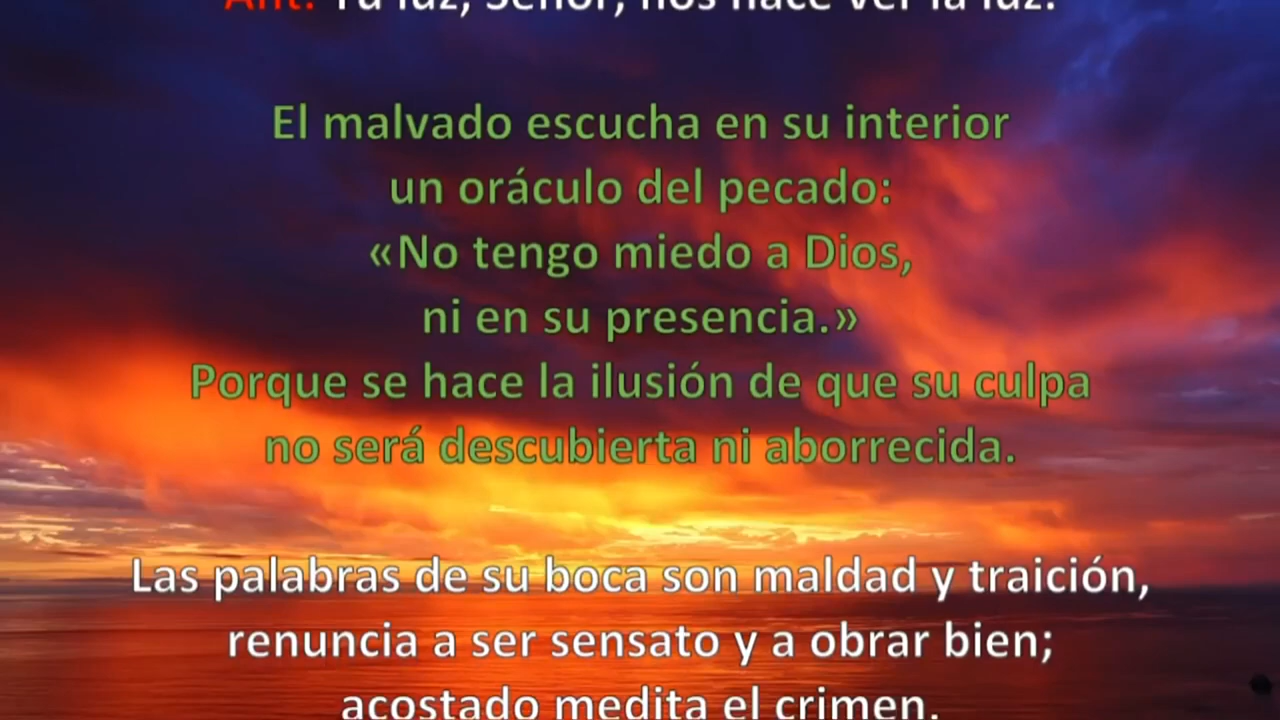 Ant. Tu luz, Señor, nos hace ver la luz.
El malvado escucha en su interior
un oráculo del pecado:
«No tengo miedo a Dios,
ni en su presencia.»
Porque se hace la ilusión de que su culpa
no será descubierta ni aborrecida.
Las palabras de su boca son maldad y traición,
renuncia a ser sensato y a obrar bien;
acostado medita el crimen,